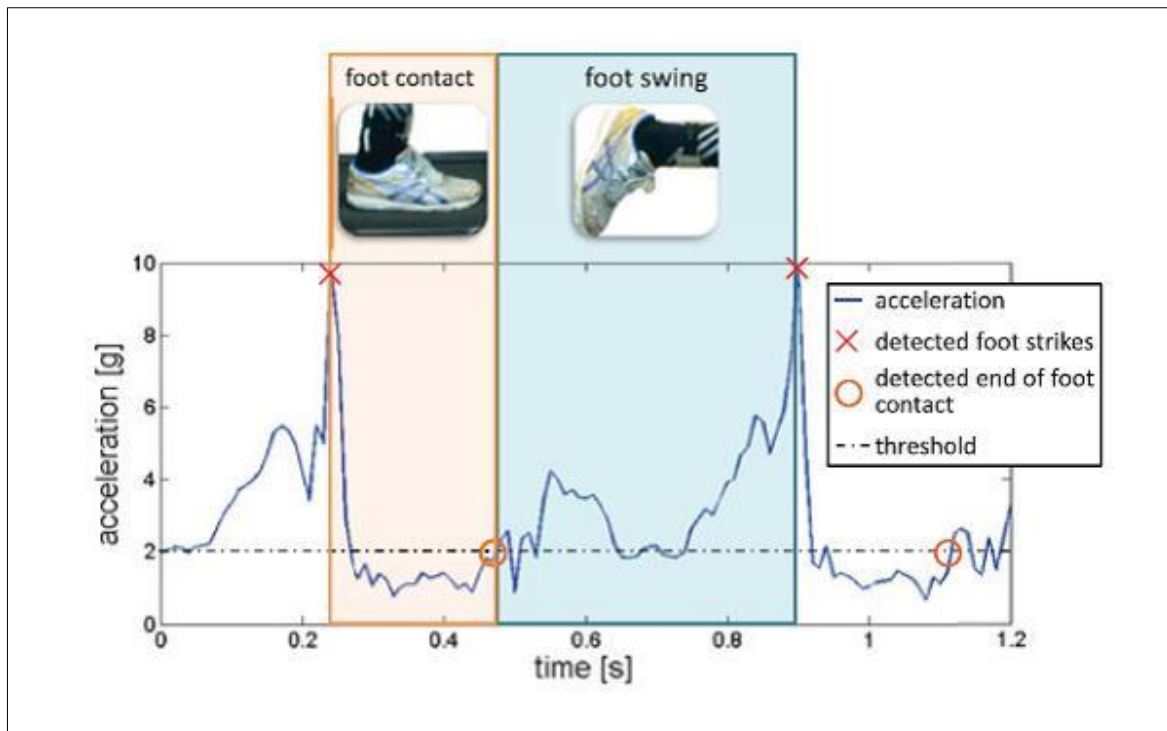 foot contact
foot swing
10
8
6
4
2
0
acceleration [g]
0
0.2
0.4
0.6
0.8
1
1.2
time [s]
acceleration
detected foot strikes
detected end of foot
contact
threshold